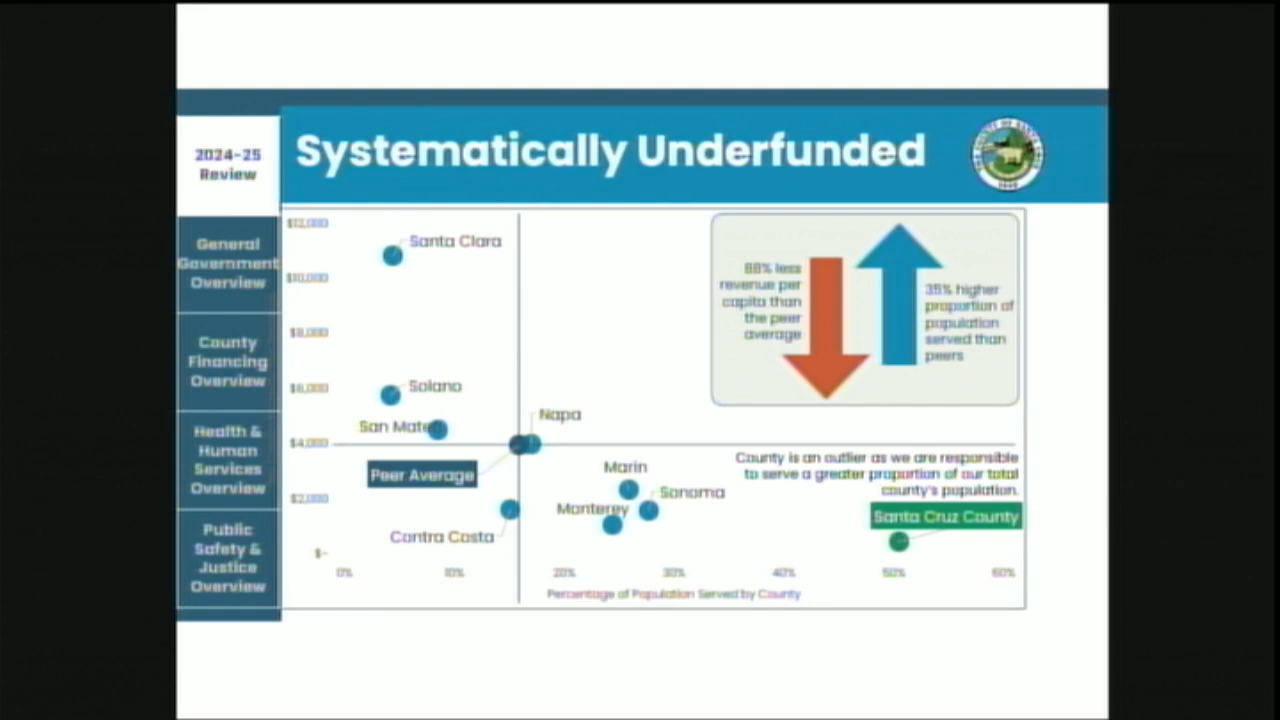 Systematically Underfunded
2024-25
Review
General
Government
Overview
County
Financing
Overview
Health &
Human
Services
Overview
Public
Safety &
Justice
Overview
$12,000
$10,000
$8,000
$6,000
$4,000
$2,000
$-
0%
10%
20%
30%
40%
50%
60%
Percentage of Population Served by County
Santa Clara
Solano
San Mateo
Napa
Peer Average
Contra Costa
Marin
Sonoma
Monterey
88% less
revenue per
capita than
the peer
average
35% higher
proportion of
population
served than
peers
County is an outlier as we are responsible
to serve a greater proportion of our total
county's population.
Santa Cruz County